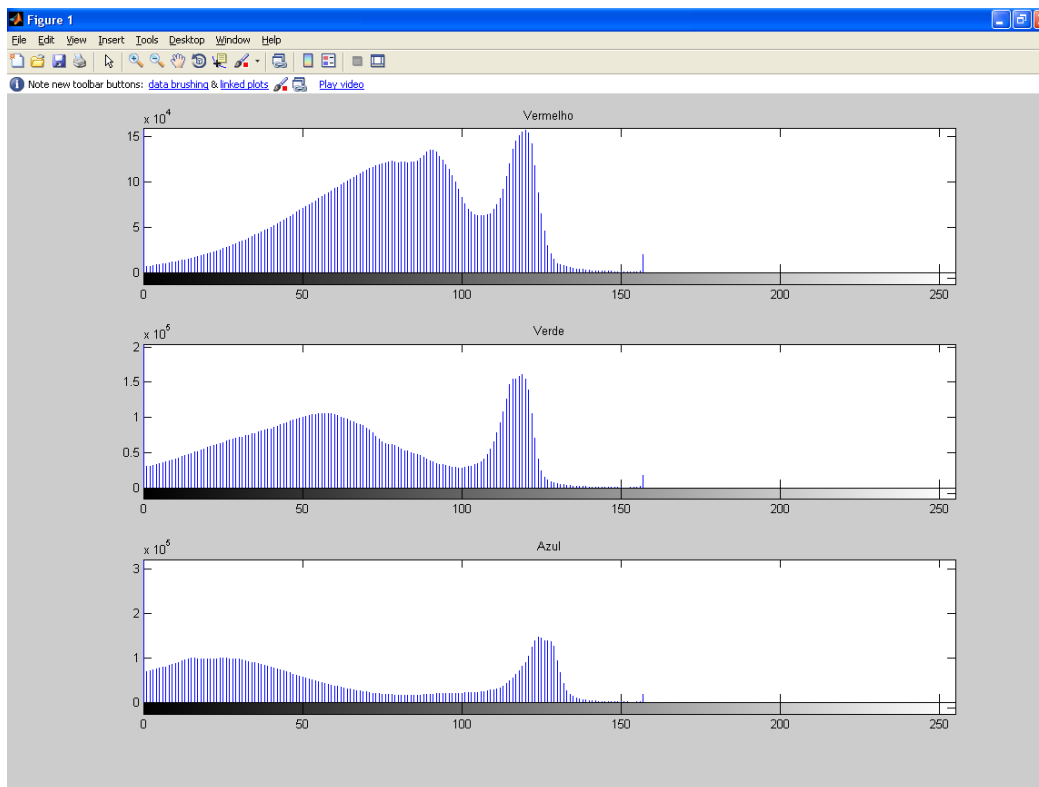 Figure 1
File Edit View Insert Tools Desktop Window Help
Note new toolbar buttons: data brushing & linked plots Play video
Vermelho
x 10^4
15
10
5
0
0 50 100 150 200 250
Verde
x 10^5
2
1.5
1
0.5
0
0 50 100 150 200 250
Azul
x 10^5
3
2
1
0
0 50 100 150 200 250